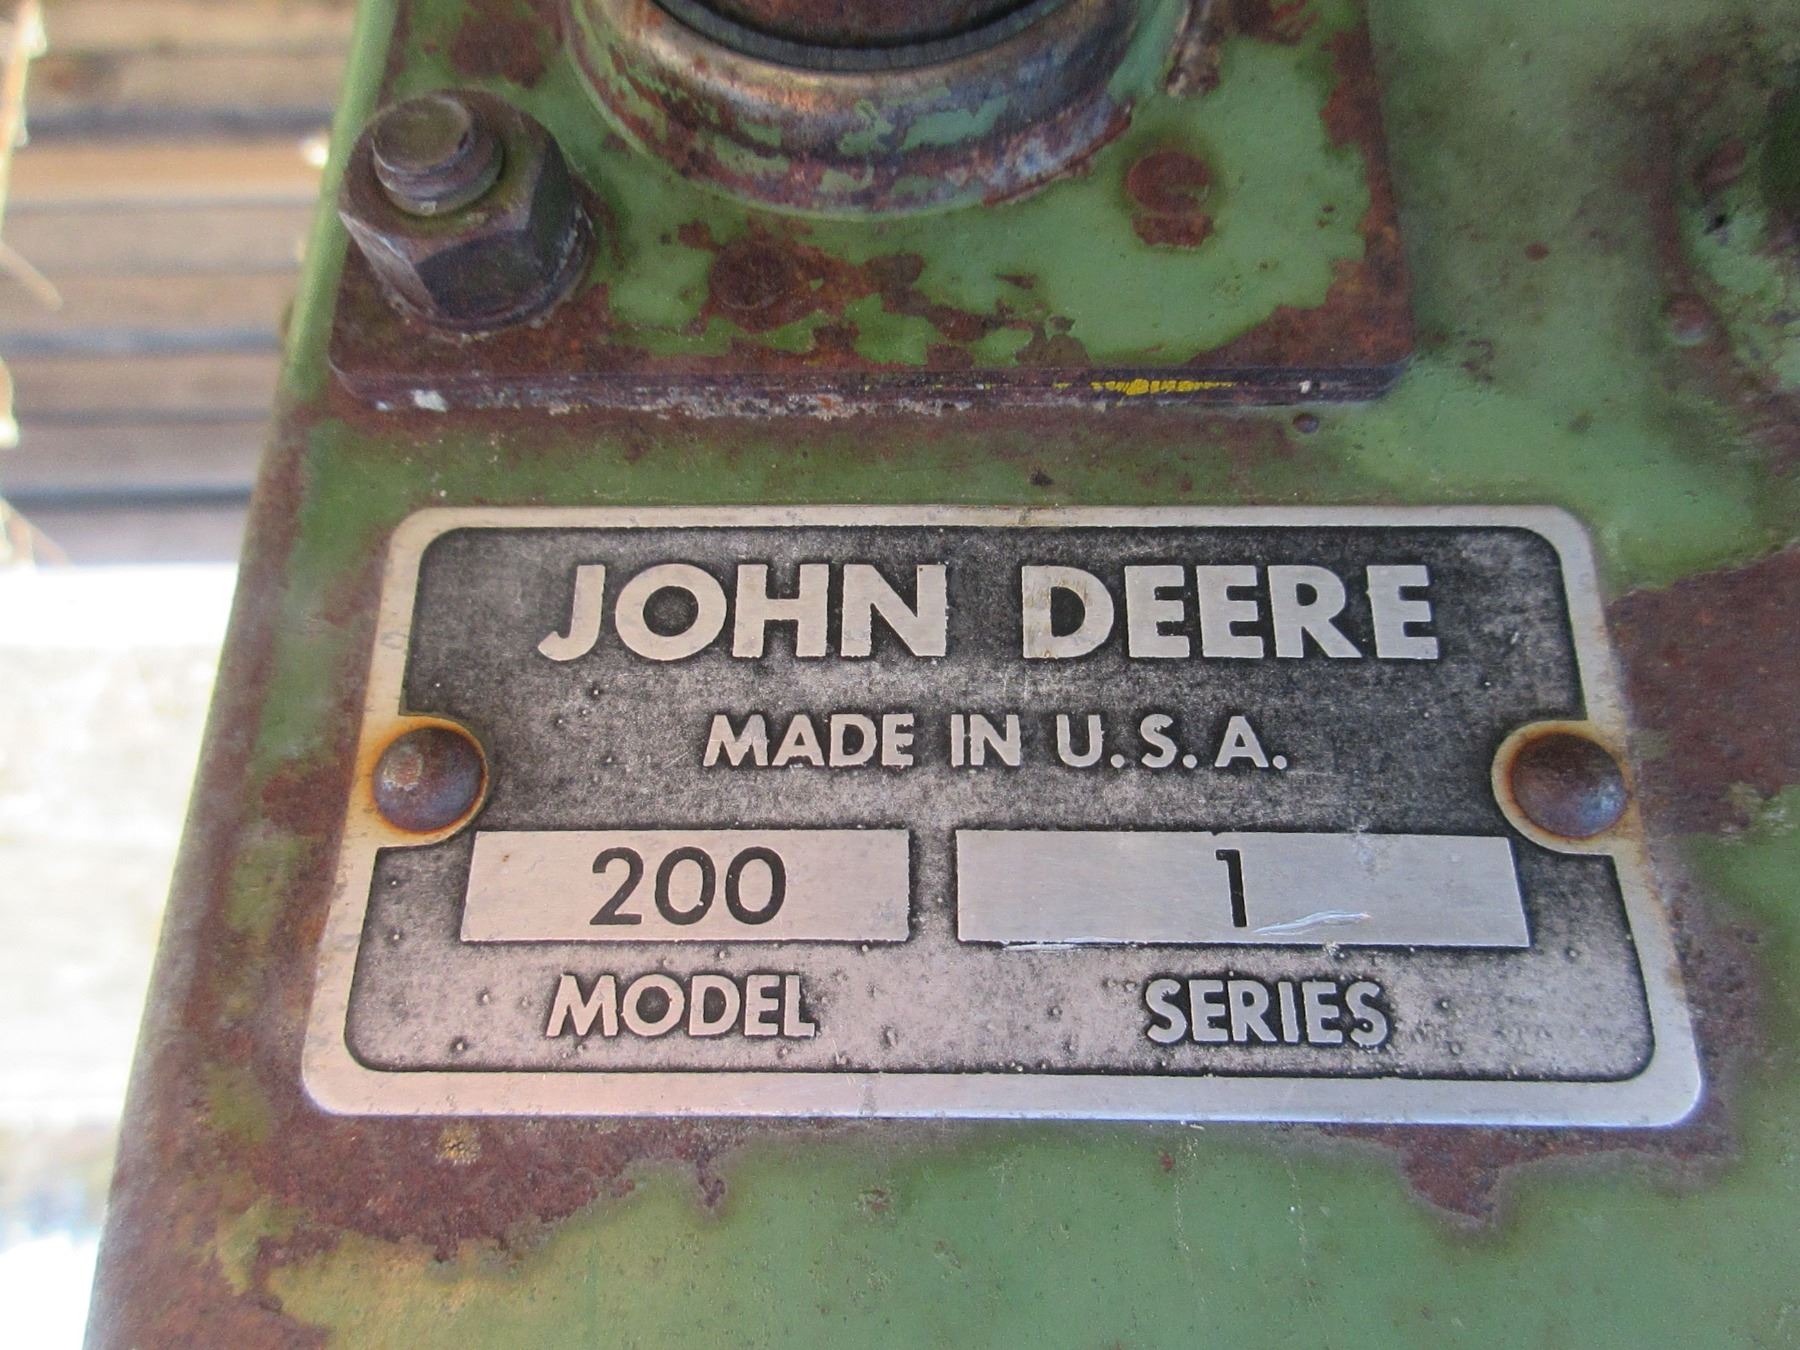 JOHN DEERE
MADE IN U.S.A.
200 1
MODEL SERIES